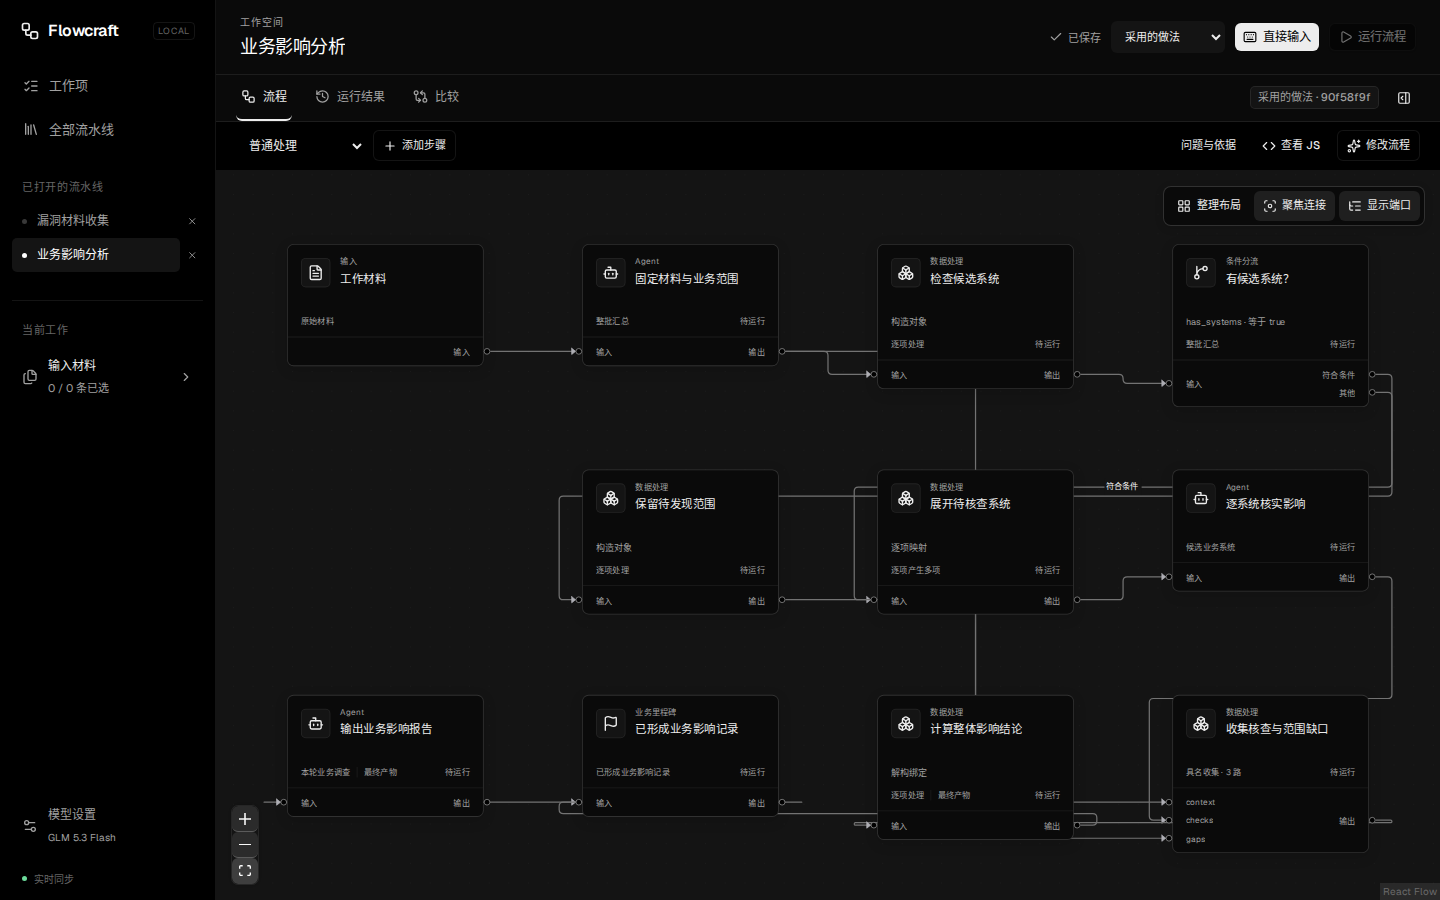 Flowcraft
LOCAL
工作项
全部流水线
已打开的流水线
漏洞材料收集
业务影响分析
当前工作
输入材料
0 / 0 条已选
模型设置
GLM 5.3 Flash
实时同步
工作空间
业务影响分析
已保存
采用的做法
直接输入
运行流程
流程
运行结果
比较
采用的做法 · 90f58f9f
普通处理
添加步骤
问题与依据
查看 JS
修改流程
整理布局
聚焦连接
显示端口
输入
工作材料
原始材料
输入
Agent
固定材料与业务范围
整批汇总
待运行
输入
输出
数据处理
检查候选系统
构造对象
逐项处理
待运行
输入
输出
条件分流
有候选系统?
has_systems · 等于 true
整批汇总
待运行
输入
符合条件
其他
数据处理
保留待发现范围
构造对象
逐项处理
待运行
输入
输出
数据处理
展开待核查系统
逐项映射
逐项产生多项
待运行
输入
输出
符合条件
Agent
逐系统核实影响
候选业务系统
待运行
输入
输出
Agent
输出业务影响报告
本轮业务调查
最终产物
待运行
输入
输出
业务里程碑
已形成业务影响记录
已形成业务影响记录
待运行
输入
输出
数据处理
计算整体影响结论
解构绑定
逐项处理
最终产物
待运行
输入
输出
数据处理
收集核查与范围缺口
具名收集 · 3 路
待运行
context
checks
gaps
输出
React Flow